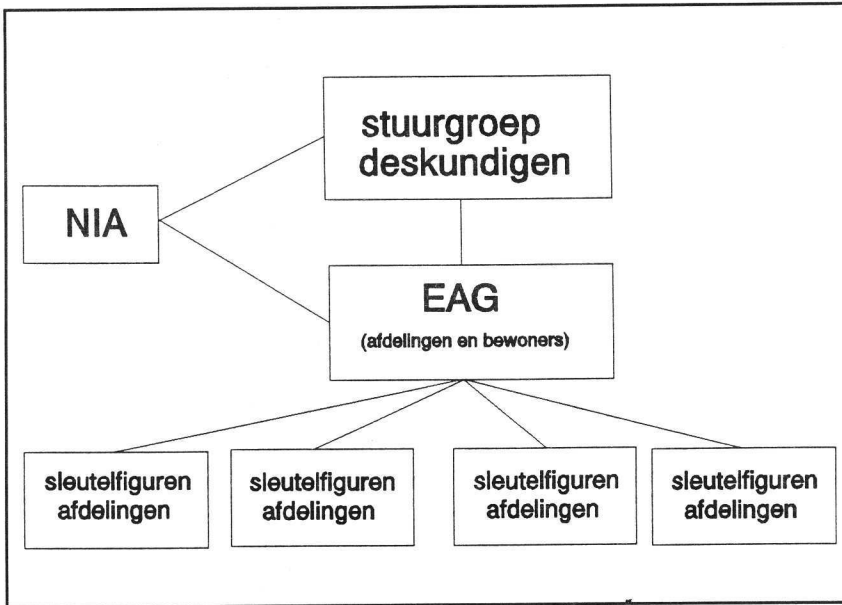 stuurgroep
deskundigen
NIA
EAG
(afdelingen en bewoners)
sleutelfiguren
afdelingen
sleutelfiguren
afdelingen
sleutelfiguren
afdelingen
sleutelfiguren
afdelingen